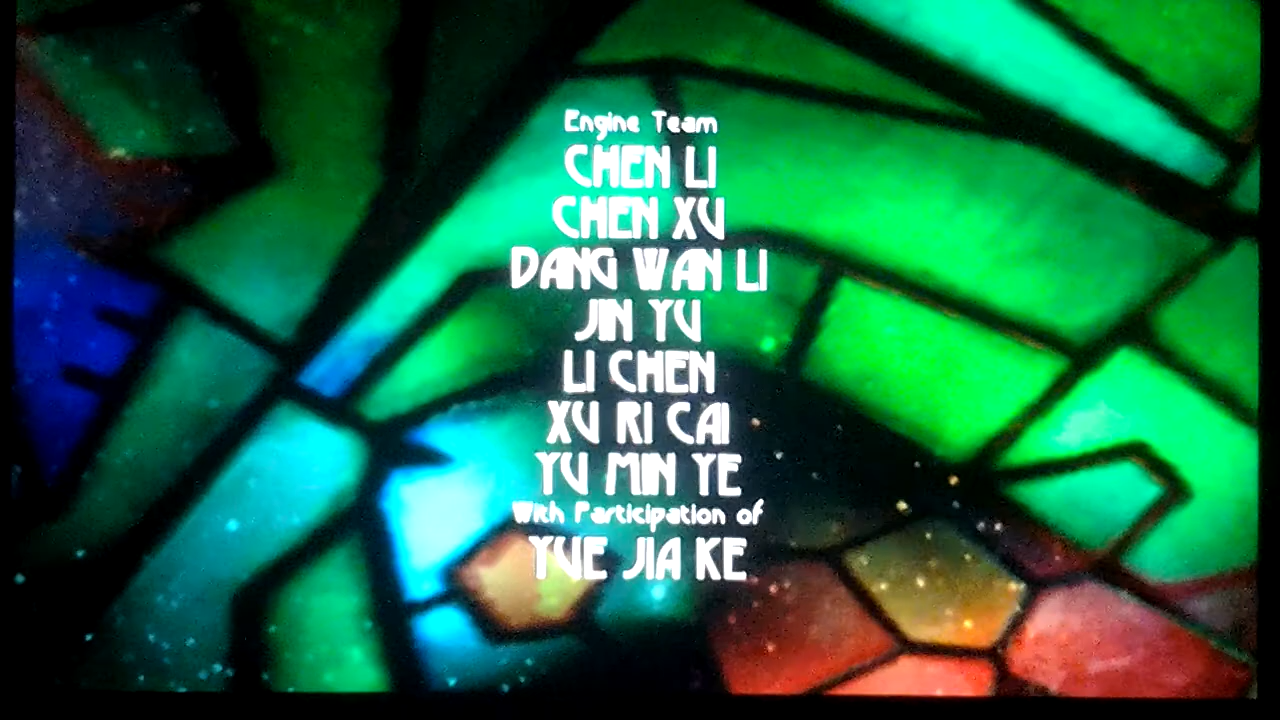 Engine Team
CHEN LI
CHEN XU
DANG WAN LI
JIN YU
LI CHEN
XU RI CAI
YU MIN YE
With Participation of
YUE JIA KE